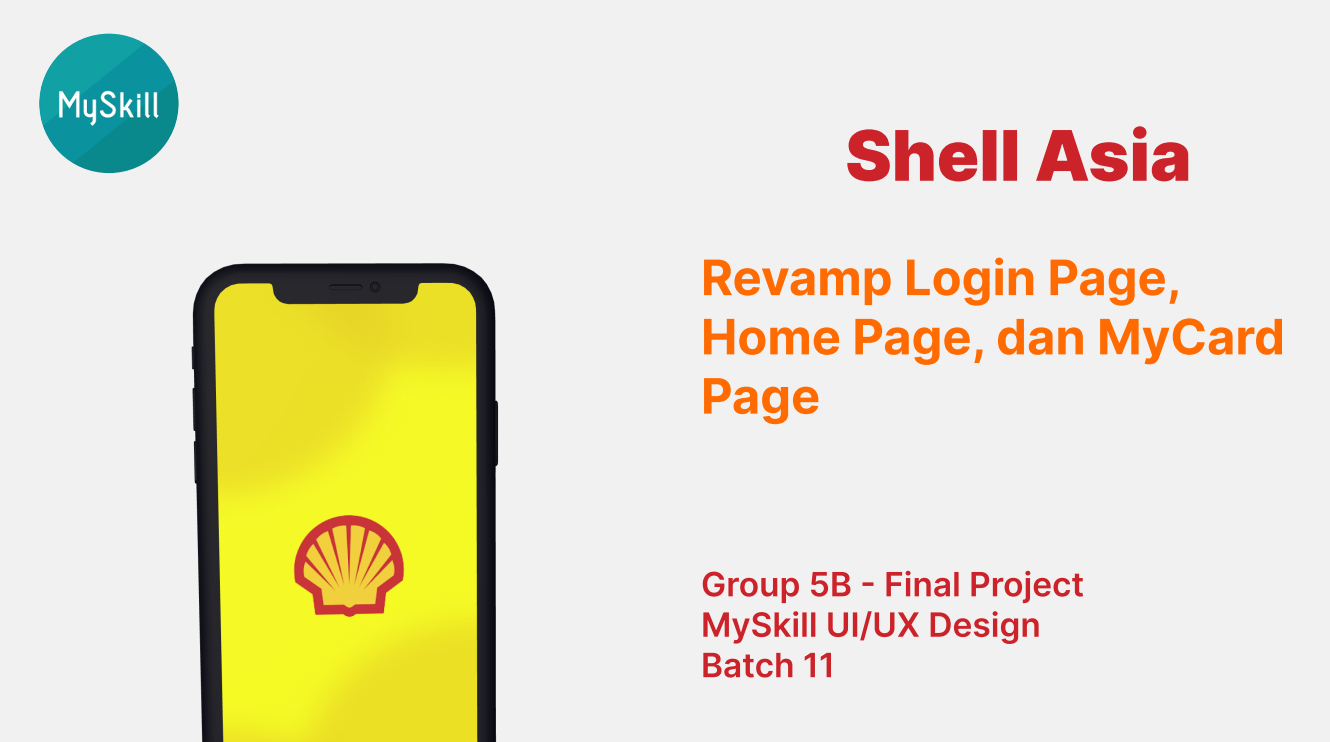 MySkill
Shell Asia
Revamp Login Page,
Home Page, dan MyCard
Page
Group 5B - Final Project
MySkill UI/UX Design
Batch 11